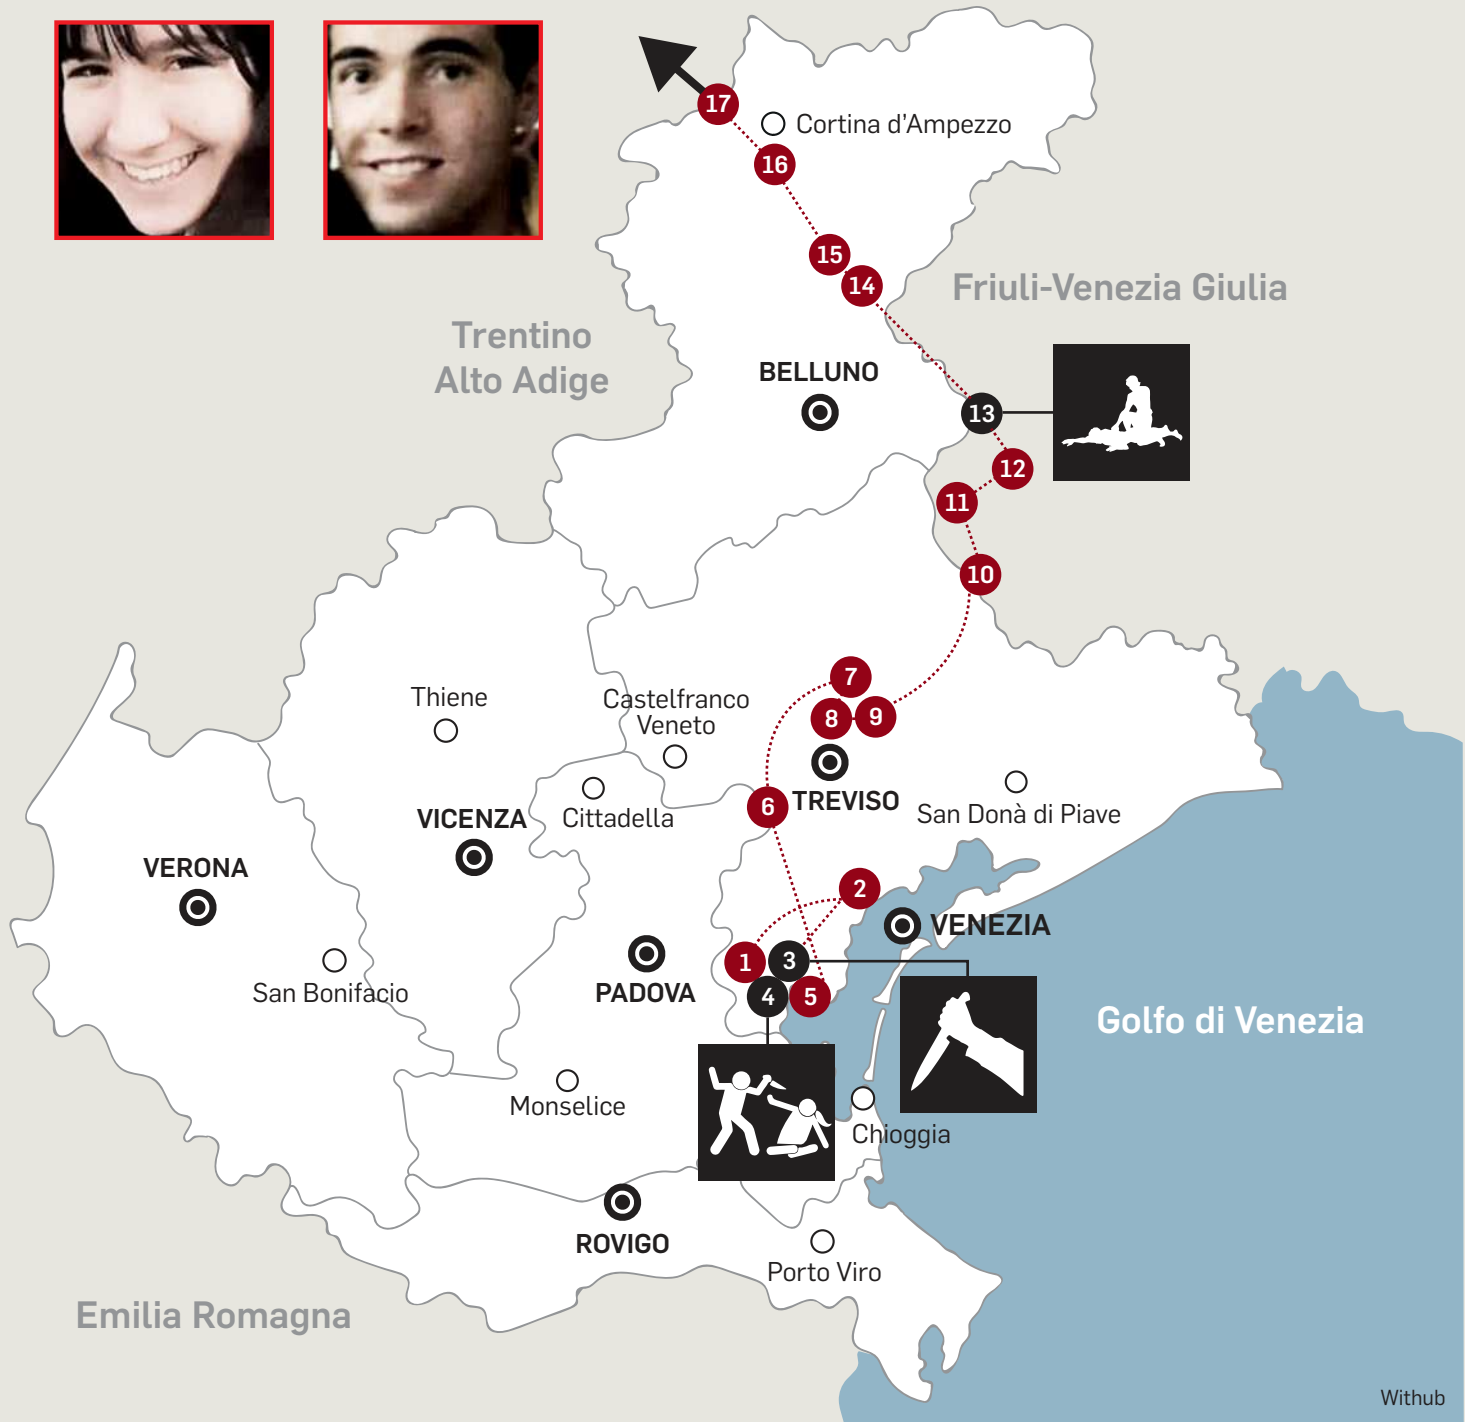 17
Cortina d'Ampezzo
16
15
14
Friuli-Venezia Giulia
Trentino
Alto Adige
BELLUNO
13
12
11
10
7
8
9
Thiene
Castelfranco
Veneto
6
TREVISO
San Donà di Piave
VICENZA
Cittadella
VERONA
2
VENEZIA
1
3
4
5
PADOVA
San Bonifacio
Golfo di Venezia
Monselice
Chioggia
ROVIGO
Porto Viro
Emilia Romagna
Withub